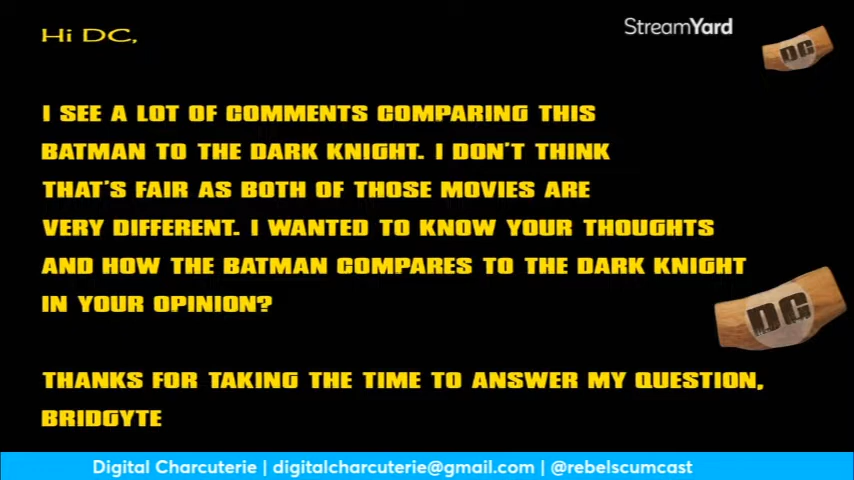 Hi DC,
StreamYard
DC
I SEE A LOT OF COMMENTS COMPARING THIS
BATMAN TO THE DARK KNIGHT. I DON'T THINK
THAT'S FAIR AS BOTH OF THOSE MOVIES ARE
VERY DIFFERENT. I WANTED TO KNOW YOUR THOUGHTS
AND HOW THE BATMAN COMPARES TO THE DARK KNIGHT
IN YOUR OPINION?
DC
THANKS FOR TAKING THE TIME TO ANSWER MY QUESTION,
BRIDGYTE
Digital Charcuterie | digitalcharcuterie@gmail.com | @rebelscumcast